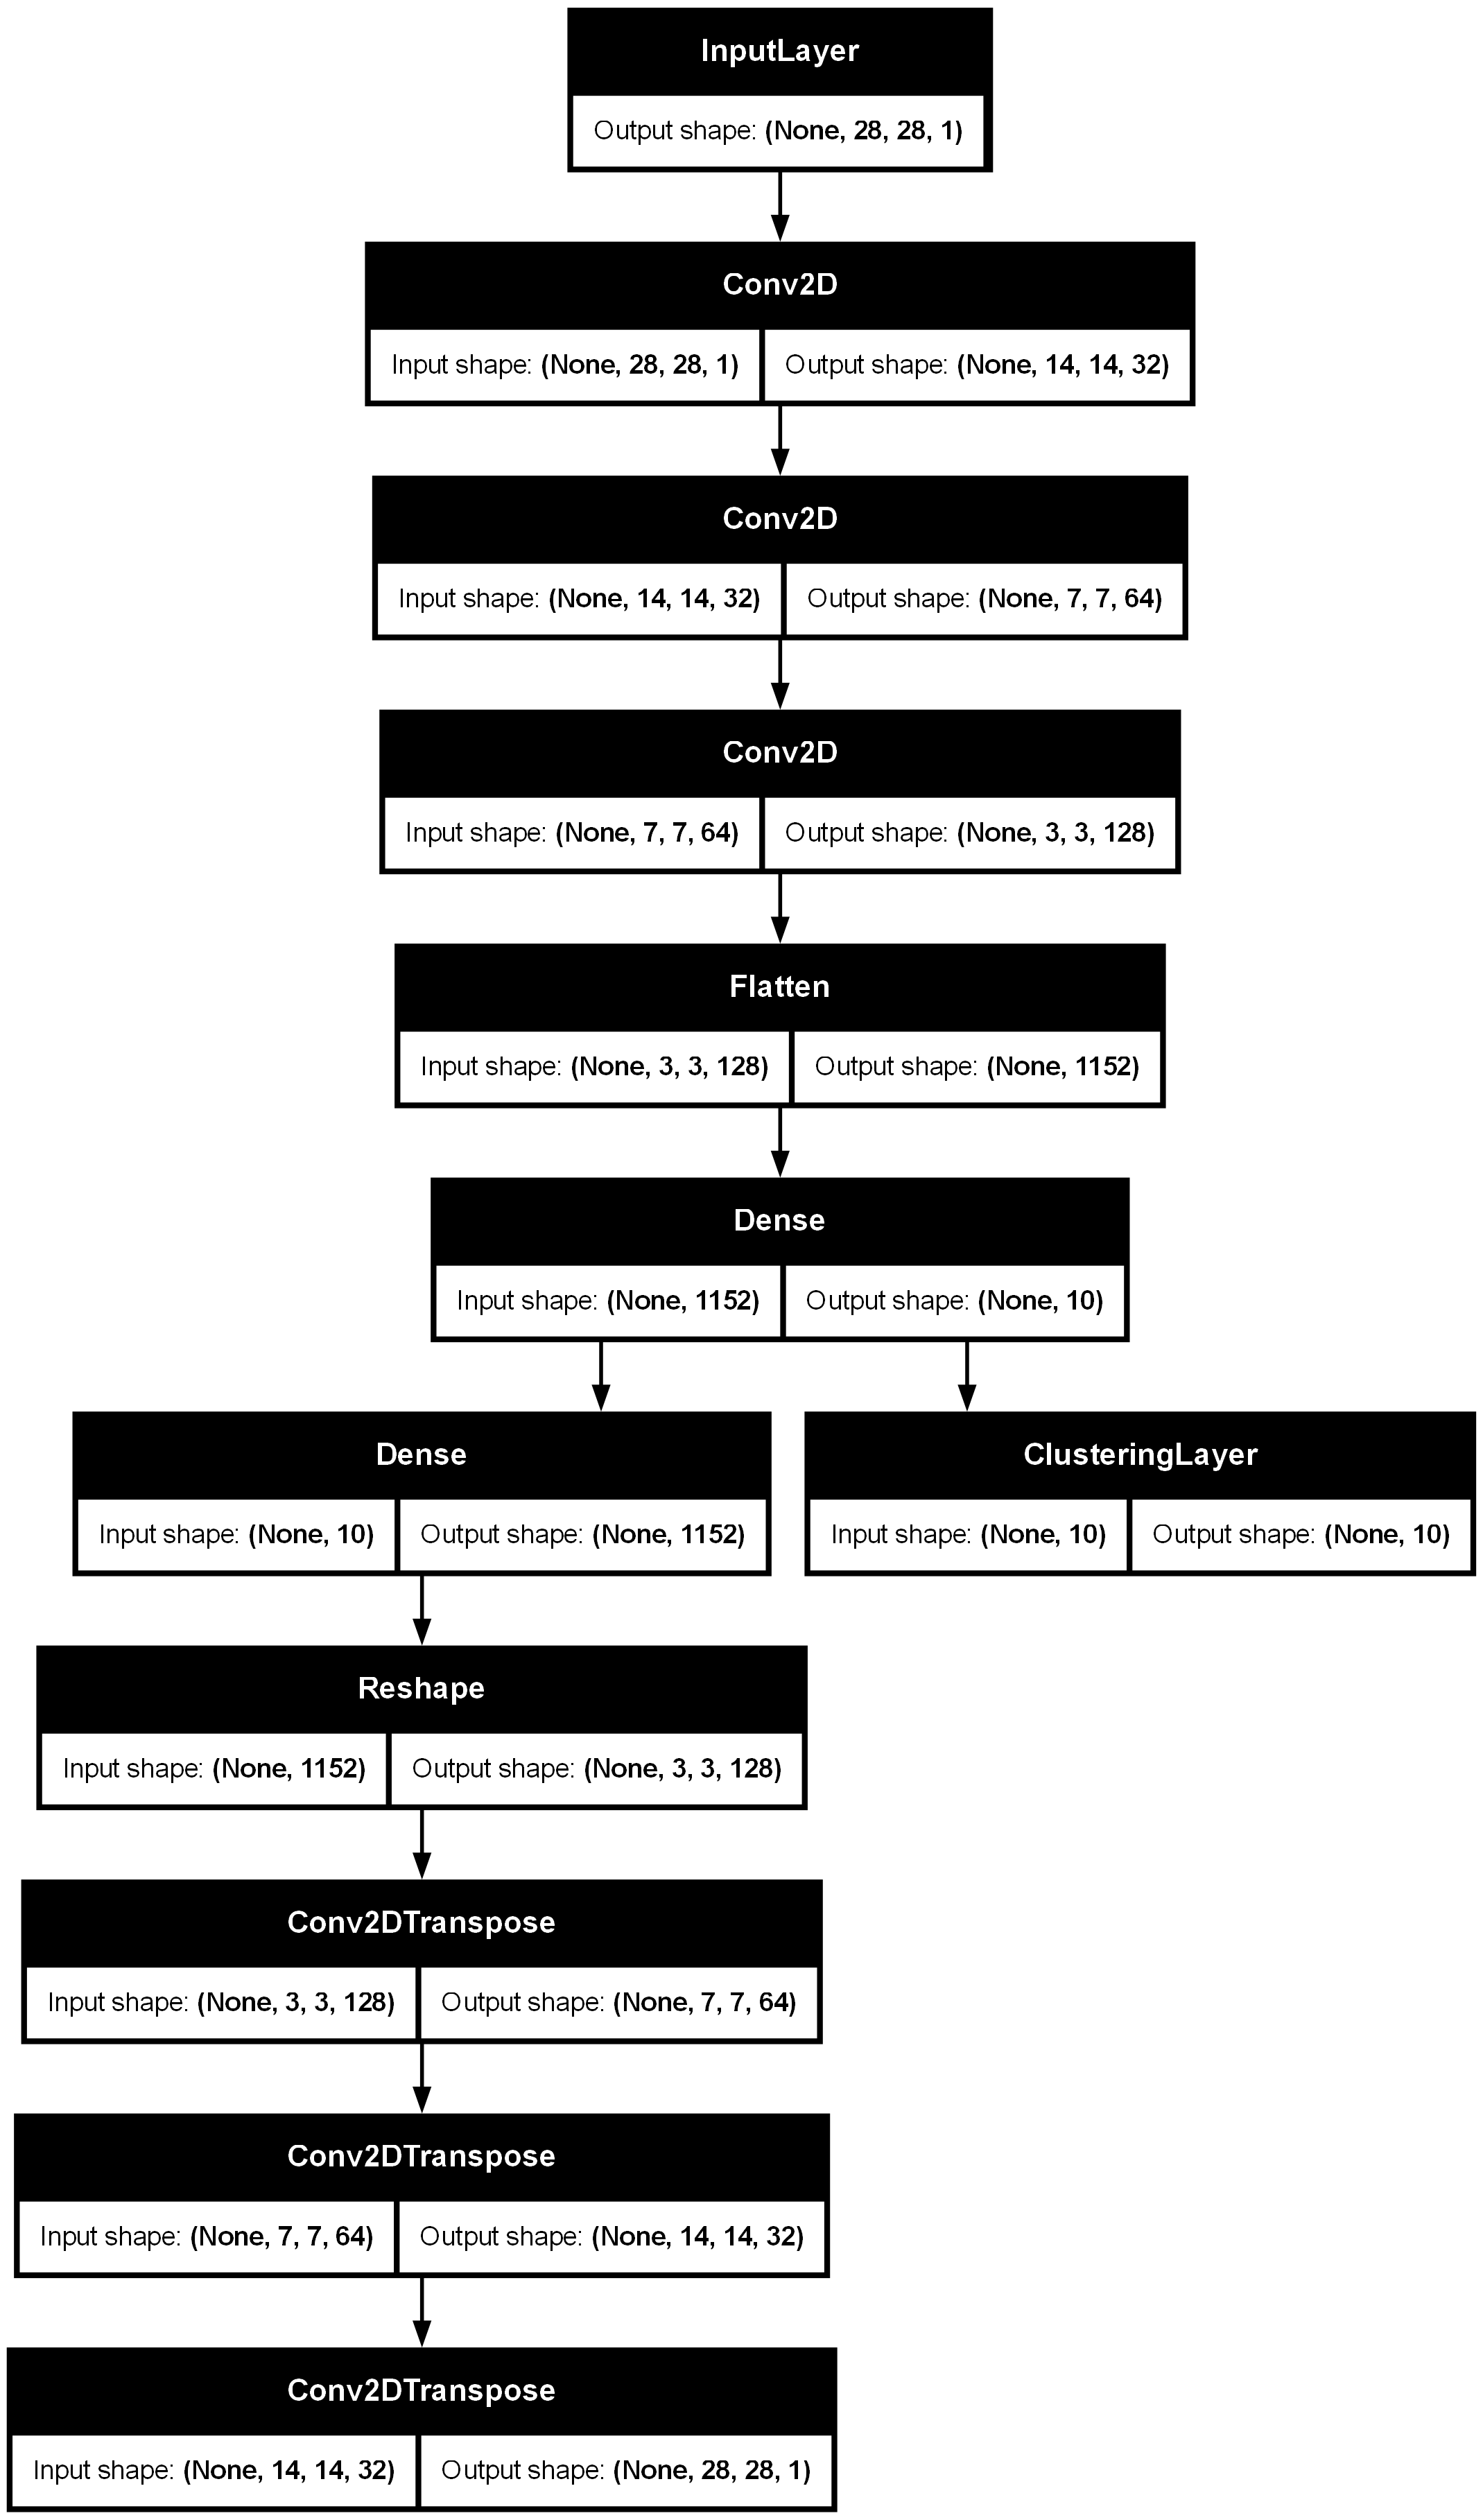 InputLayer
Output shape: (None, 28, 28, 1)
Conv2D
Input shape: (None, 28, 28, 1) Output shape: (None, 14, 14, 32)
Conv2D
Input shape: (None, 14, 14, 32) Output shape: (None, 7, 7, 64)
Conv2D
Input shape: (None, 7, 7, 64) Output shape: (None, 3, 3, 128)
Flatten
Input shape: (None, 3, 3, 128) Output shape: (None, 1152)
Dense
Input shape: (None, 1152) Output shape: (None, 10)
Dense
Input shape: (None, 10) Output shape: (None, 1152)
ClusteringLayer
Input shape: (None, 10) Output shape: (None, 10)
Reshape
Input shape: (None, 1152) Output shape: (None, 3, 3, 128)
Conv2DTranspose
Input shape: (None, 3, 3, 128) Output shape: (None, 7, 7, 64)
Conv2DTranspose
Input shape: (None, 7, 7, 64) Output shape: (None, 14, 14, 32)
Conv2DTranspose
Input shape: (None, 14, 14, 32) Output shape: (None, 28, 28, 1)